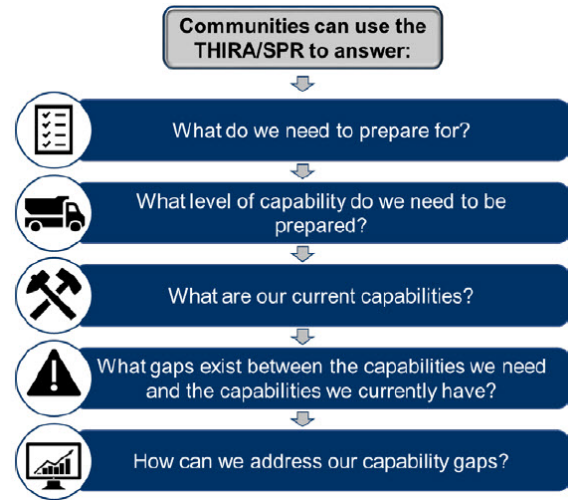 Communities can use the
THIRA/SPR to answer:
What do we need to prepare for?
What level of capability do we need to be
prepared?
What are our current capabilities?
What gaps exist between the capabilities we need
and the capabilities we currently have?
How can we address our capability gaps?